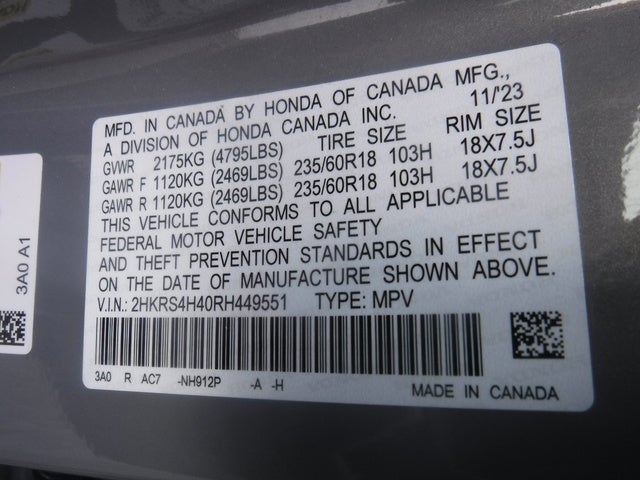 MFD. IN CANADA BY HONDA OF CANADA MFG.,
A DIVISION OF HONDA CANADA INC. 11/'23
TIRE SIZE RIM SIZE
GVWR 2175KG (4795LBS)
GAWR F 1120KG (2469LBS) 235/60R18 103H 18X7.5J
GAWR R 1120KG (2469LBS) 235/60R18 103H 18X7.5J
THIS VEHICLE CONFORMS TO ALL APPLICABLE
FEDERAL MOTOR VEHICLE SAFETY
AND THEFT PREVENTION STANDARDS IN EFFECT
ON THE DATE OF MANUFACTURE SHOWN ABOVE.
V.I.N.: 2HKRS4H40RH449551 TYPE: MPV
3A0 R AC7 -NH912P -A -H
MADE IN CANADA
3A0 A1